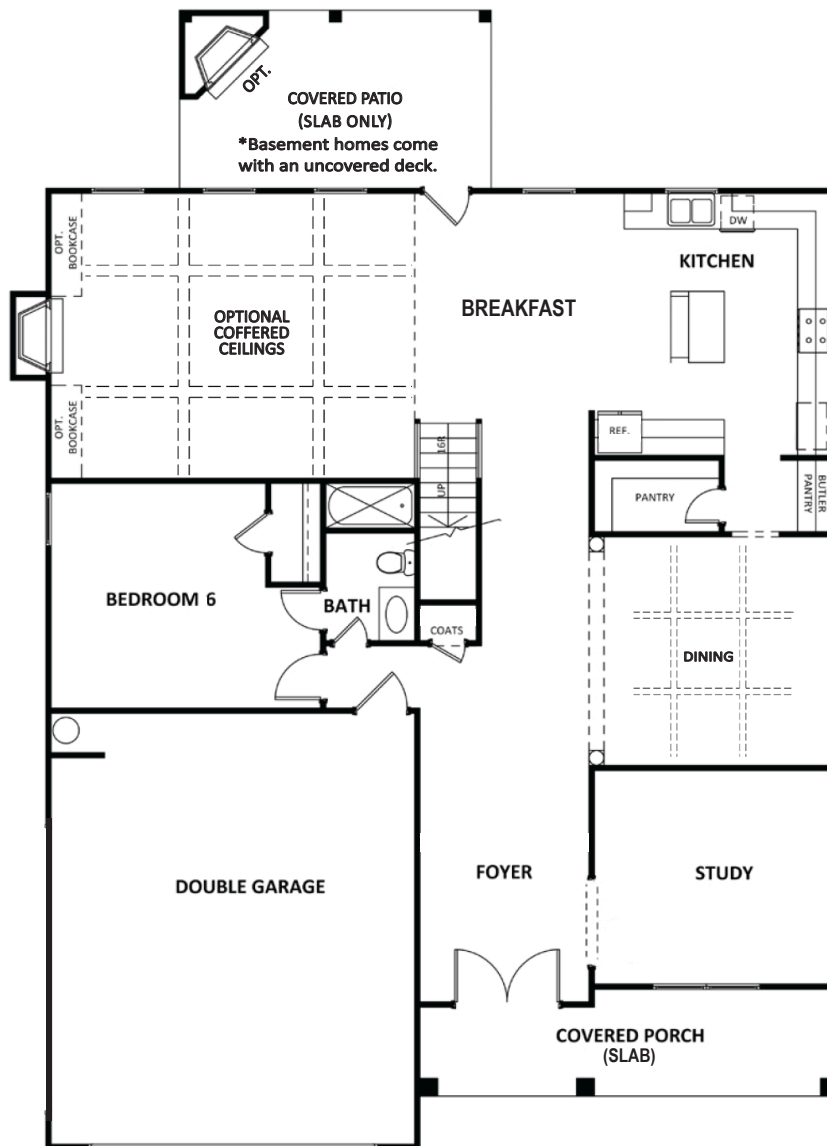 OPT.
COVERED PATIO
(SLAB ONLY)
*Basement homes come
with an uncovered deck.
OPT.
BOOKCASE
DW
KITCHEN
OPTIONAL
COFFERED
CEILINGS
BREAKFAST
OPT.
BOOKCASE
REF.
16R
UP
PANTRY
BUTLER
PANTRY
BEDROOM 6
BATH
COATS
DINING
DOUBLE GARAGE
FOYER
STUDY
COVERED PORCH
(SLAB)